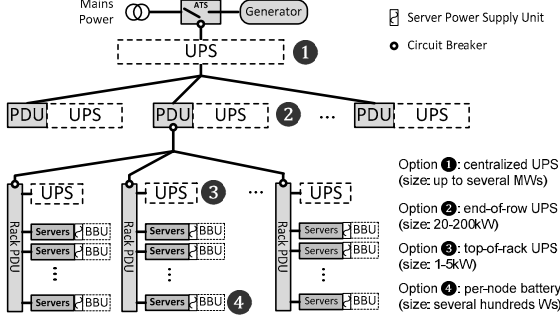 Mains
Power
ATS
Generator
Server Power Supply Unit
Circuit Breaker
UPS 1
PDU UPS PDU UPS 2 ... PDU UPS
UPS UPS 3 ... UPS
Rack PDU Rack PDU Rack PDU
Servers BBU Servers BBU Servers BBU
Servers BBU Servers BBU Servers BBU
Servers BBU Servers BBU 4 Servers BBU
Option 1: centralized UPS
(size: up to several MWs)
Option 2: end-of-row UPS
(size: 20-200kW)
Option 3: top-of-rack UPS
(size: 1-5kW)
Option 4: per-node battery
(size: several hundreds Ws)